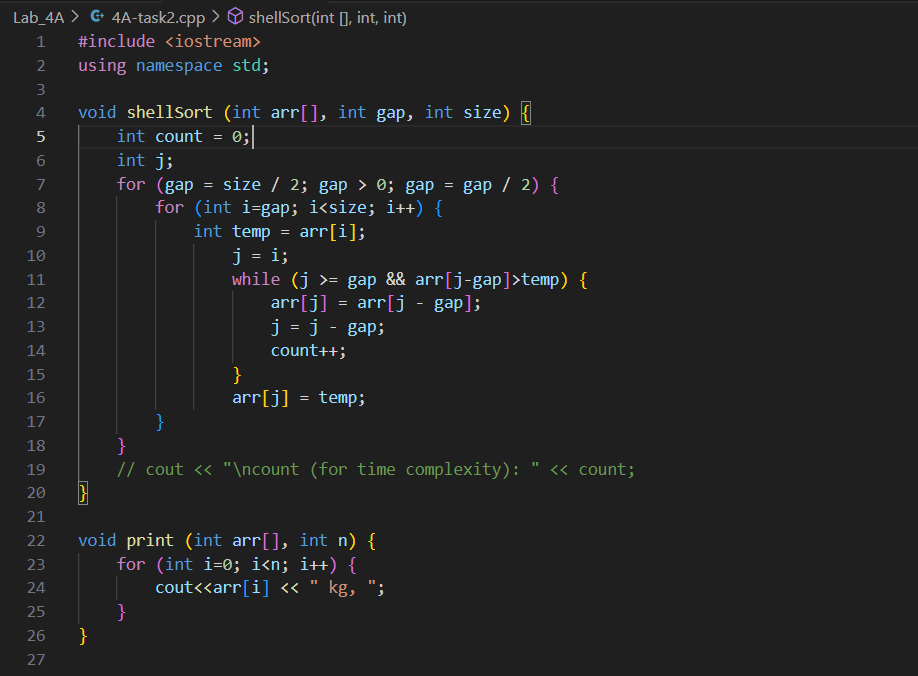 Lab_4A > 4A-task2.cpp > shellSort(int [], int, int)
1 #include <iostream>
2 using namespace std;
3
4 void shellSort (int arr[], int gap, int size) {
5     int count = 0;
6     int j;
7     for (gap = size / 2; gap > 0; gap = gap / 2) {
8         for (int i=gap; i<size; i++) {
9             int temp = arr[i];
10                 j = i;
11                 while (j >= gap && arr[j-gap]>temp) {
12                     arr[j] = arr[j - gap];
13                     j = j - gap;
14                     count++;
15                 }
16                 arr[j] = temp;
17         }
18     }
19     // cout << "\ncount (for time complexity): " << count;
20 }
21
22 void print (int arr[], int n) {
23     for (int i=0; i<n; i++) {
24         cout<<arr[i] << " kg, ";
25     }
26 }
27